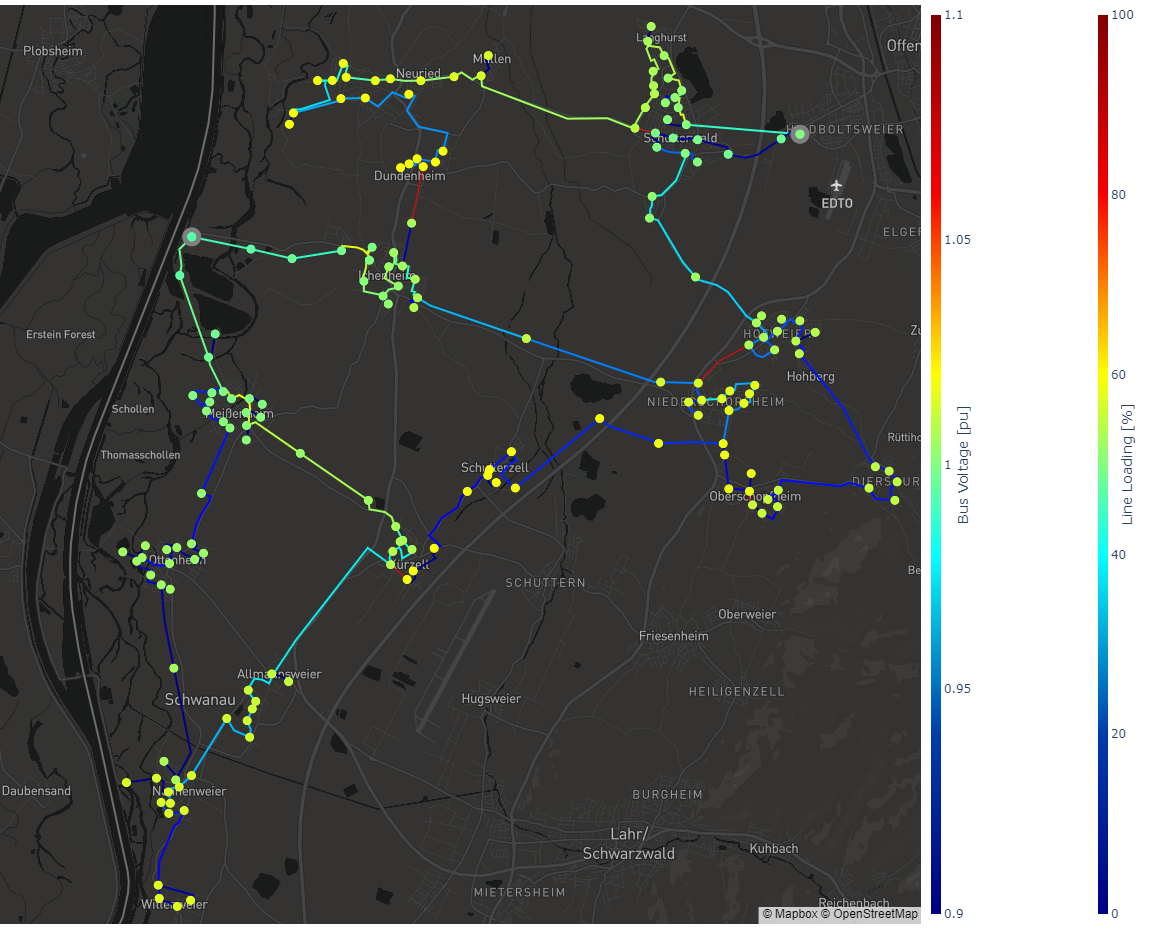 Plobsheim
Langhurst
Offen
Müllen
Neuried
HILDBOLTSWEIER
Schutterwald
Dundenheim
EDTO
ELGER
Ichenheim
Erstein Forest
HOFWEIER
Zu
Hohberg
Schollen
Meißenheim
NIEDERSCHOPFHEIM
Thomasschollen
Rüttiho
Schutterzell
DIERSBUR
Oberschopfheim
Ottenheim
Kürzell
Be
SCHUTTERN
Oberweier
Friesenheim
Allmannsweier
Schwanau
HEILIGENZELL
Hugsweier
Daubensand
Nonnenweier
BURGHEIM
Lahr/
Schwarzwald
Kuhbach
MIETERSHEIM
Wittenweier
Reichenbach
© Mapbox © OpenStreetMap
1.1
1.05
1
0.95
0.9
Bus Voltage [pu]
100
80
60
40
20
0
Line Loading [%]